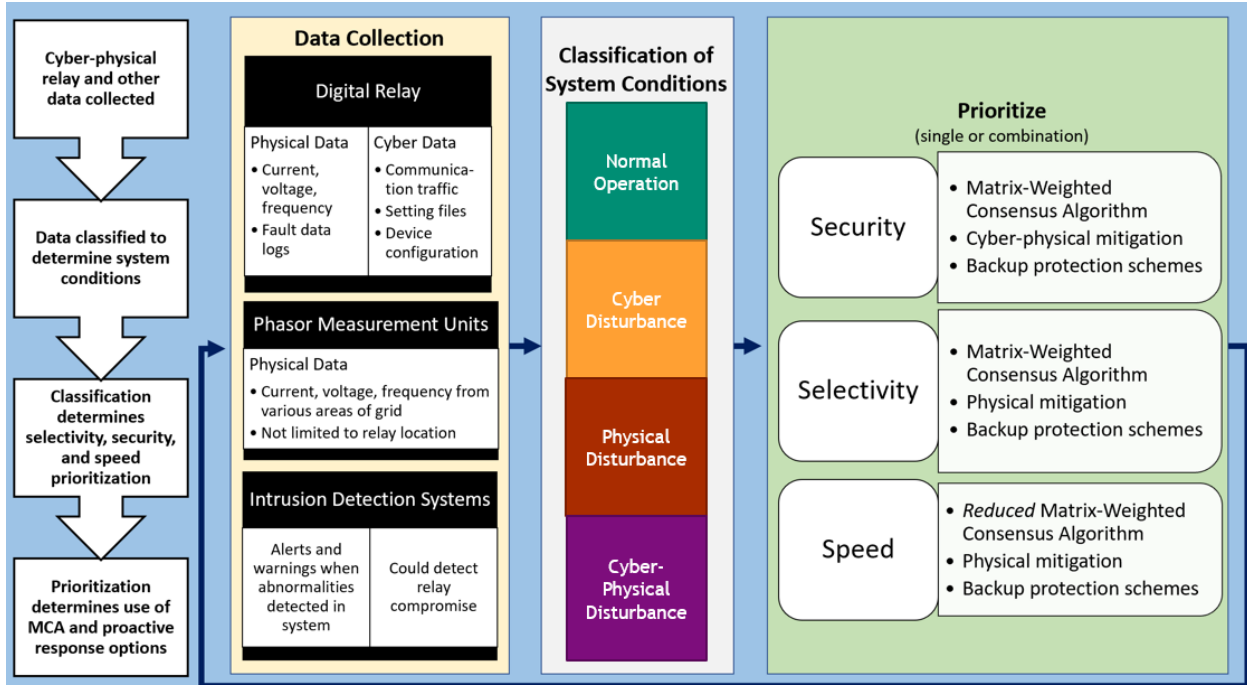 Cyber-physical
relay and other
data collected
Data classified to
determine system
conditions
Classification
determines
selectivity, security,
and speed
prioritization
Prioritization
determines use of
MCA and proactive
response options
Data Collection
Digital Relay
Physical Data
• Current,
voltage,
frequency
• Fault data
logs
Cyber Data
• Communica-
tion traffic
• Setting files
• Device
configuration
Phasor Measurement Units
Physical Data
• Current, voltage, frequency from
various areas of grid
• Not limited to relay location
Intrusion Detection Systems
Alerts and
warnings when
abnormalities
detected in
system
Could detect
relay
compromise
Classification of
System Conditions
Normal
Operation
Cyber
Disturbance
Physical
Disturbance
Cyber-
Physical
Disturbance
Prioritize
(single or combination)
Security
• Matrix-Weighted
Consensus Algorithm
• Cyber-physical mitigation
• Backup protection schemes
Selectivity
• Matrix-Weighted
Consensus Algorithm
• Physical mitigation
• Backup protection schemes
Speed
• Reduced Matrix-Weighted
Consensus Algorithm
• Physical mitigation
• Backup protection schemes